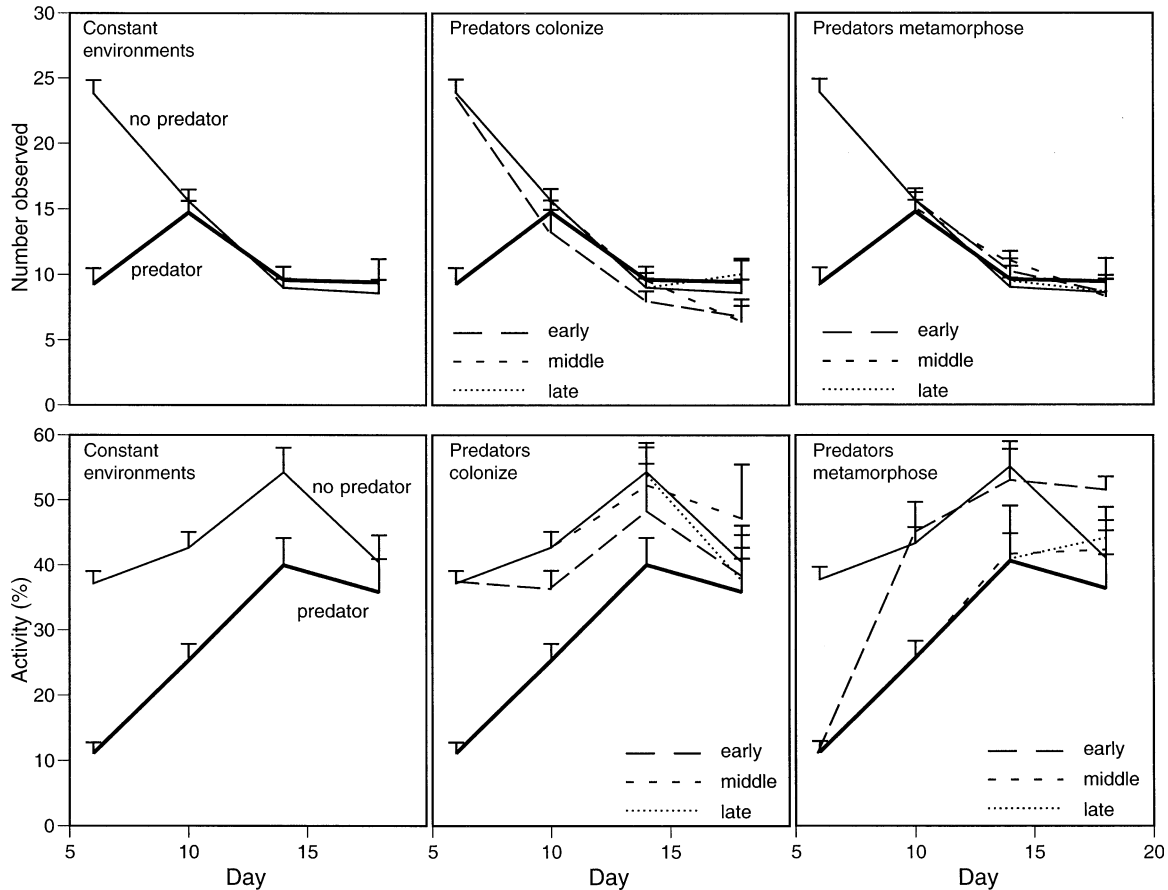 30
25
20
15
10
5
0
Number observed
Constant
environments
no predator
predator
Predators colonize
early
middle
late
Predators metamorphose
early
middle
late
60
50
40
30
20
10
0
Activity (%)
Constant
environments
no predator
predator
Predators
colonize
early
middle
late
Predators
metamorphose
early
middle
late
5
10
15
5
10
15
5
10
15
20
Day
Day
Day